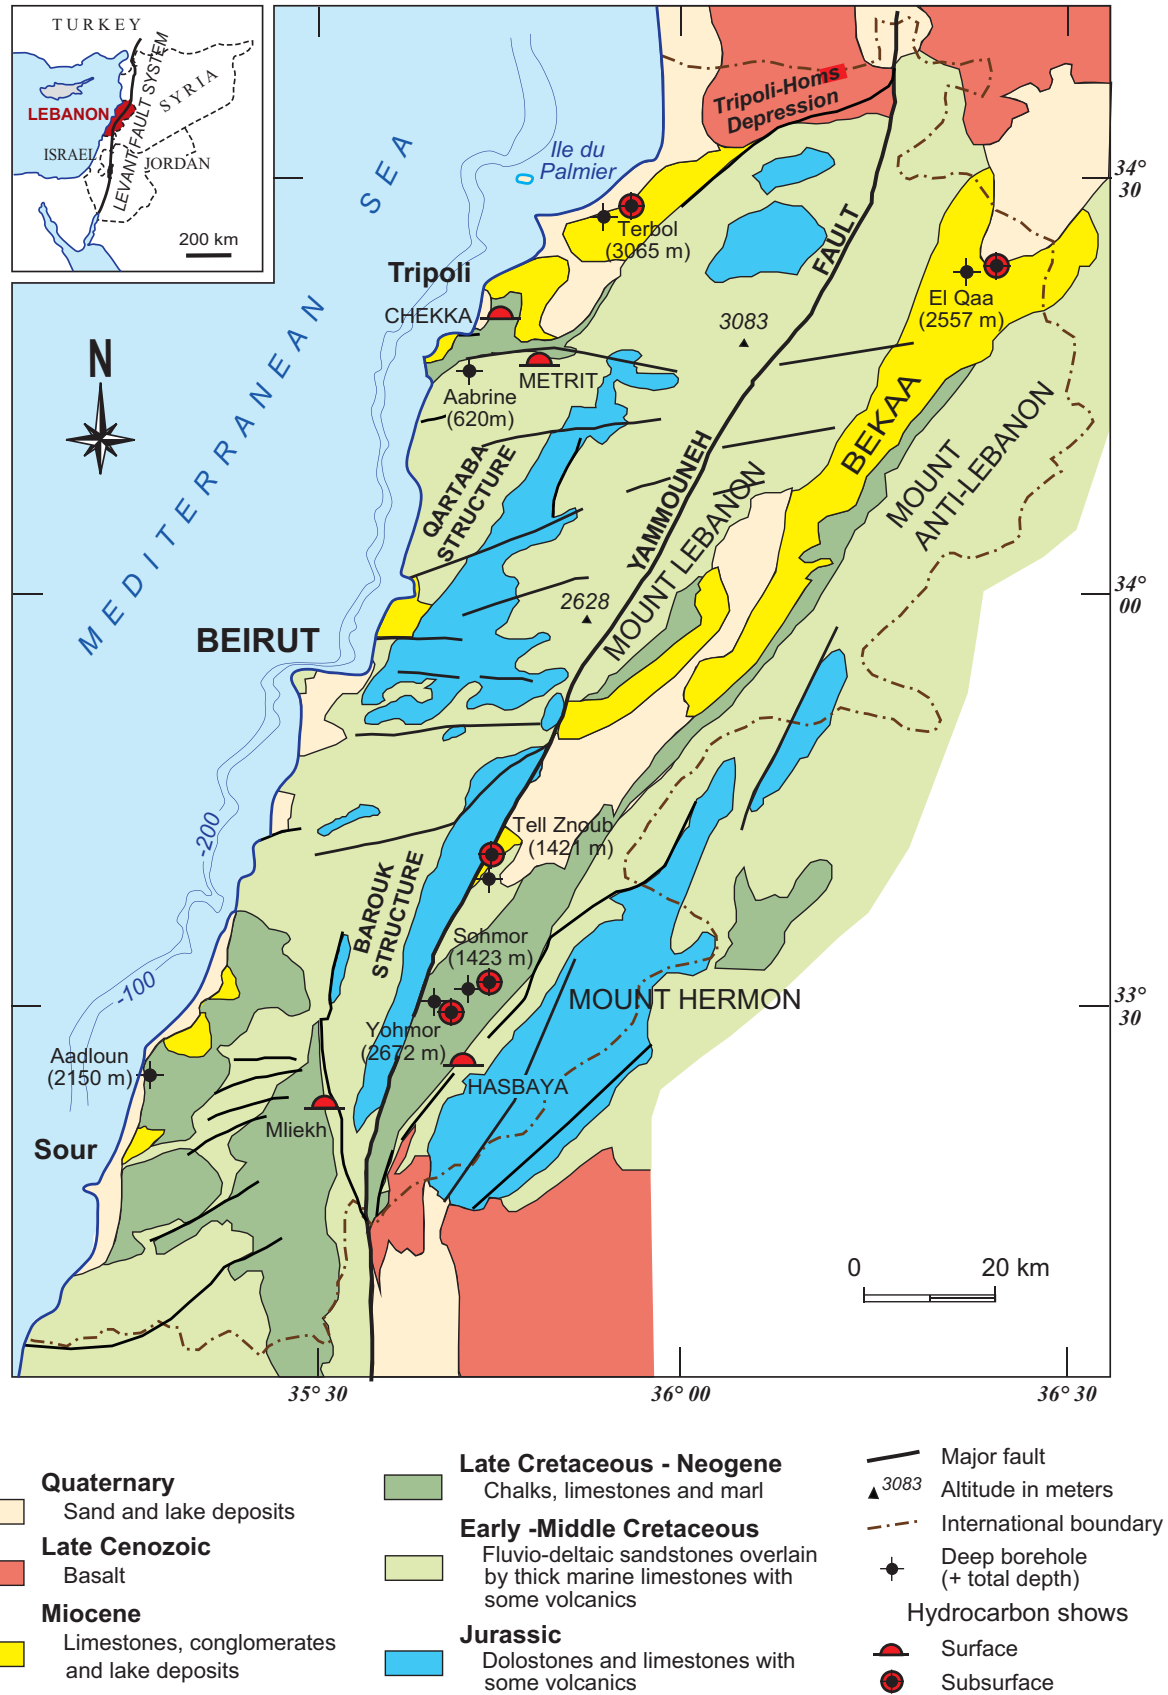 TURKEY
LEVANT FAULT SYSTEM
SYRIA
LEBANON
ISRAEL
JORDAN
200 km
Tripoli-Homs
Depression
Ile du
Palmier
34°
30
MEDITERRANEAN SEA
Terbol
(3065 m)
FAULT
Tripoli
CHEKKA
El Qaa
(2557 m)
3083
N
METRIT
Aabrine
(620m)
BEKAA
MOUNT
ANTI-LEBANON
QARTABA
STRUCTURE
YAMMOUNEH
MOUNT LEBANON
34°
00
2628
BEIRUT
-200
Tell Znoub
(1421 m)
BAROUK
STRUCTURE
Sohmor
(1423 m)
-100
MOUNT HERMON
33°
30
Yohmor
(2672 m)
Aadloun
(2150 m)
HASBAYA
Mliekh
Sour
0 20 km
35° 30
36° 00
36° 30
Quaternary
Sand and lake deposits
Late Cenozoic
Basalt
Miocene
Limestones, conglomerates
and lake deposits
Late Cretaceous - Neogene
Chalks, limestones and marl
Early -Middle Cretaceous
Fluvio-deltaic sandstones overlain
by thick marine limestones with
some volcanics
Jurassic
Dolostones and limestones with
some volcanics
Major fault
3083 Altitude in meters
International boundary
Deep borehole
(+ total depth)
Hydrocarbon shows
Surface
Subsurface